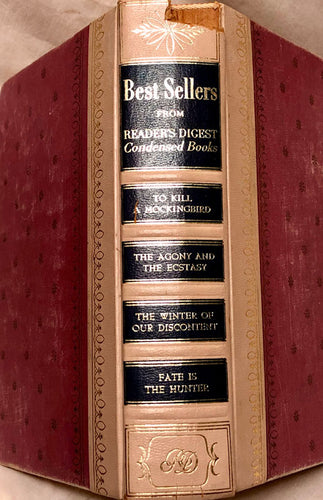 Best Sellers
FROM
READER'S DIGEST
Condensed Books
TO KILL
A MOCKINGBIRD
THE AGONY AND
THE ECSTASY
THE WINTER OF
OUR DISCONTENT
FATE IS
THE HUNTER
RD